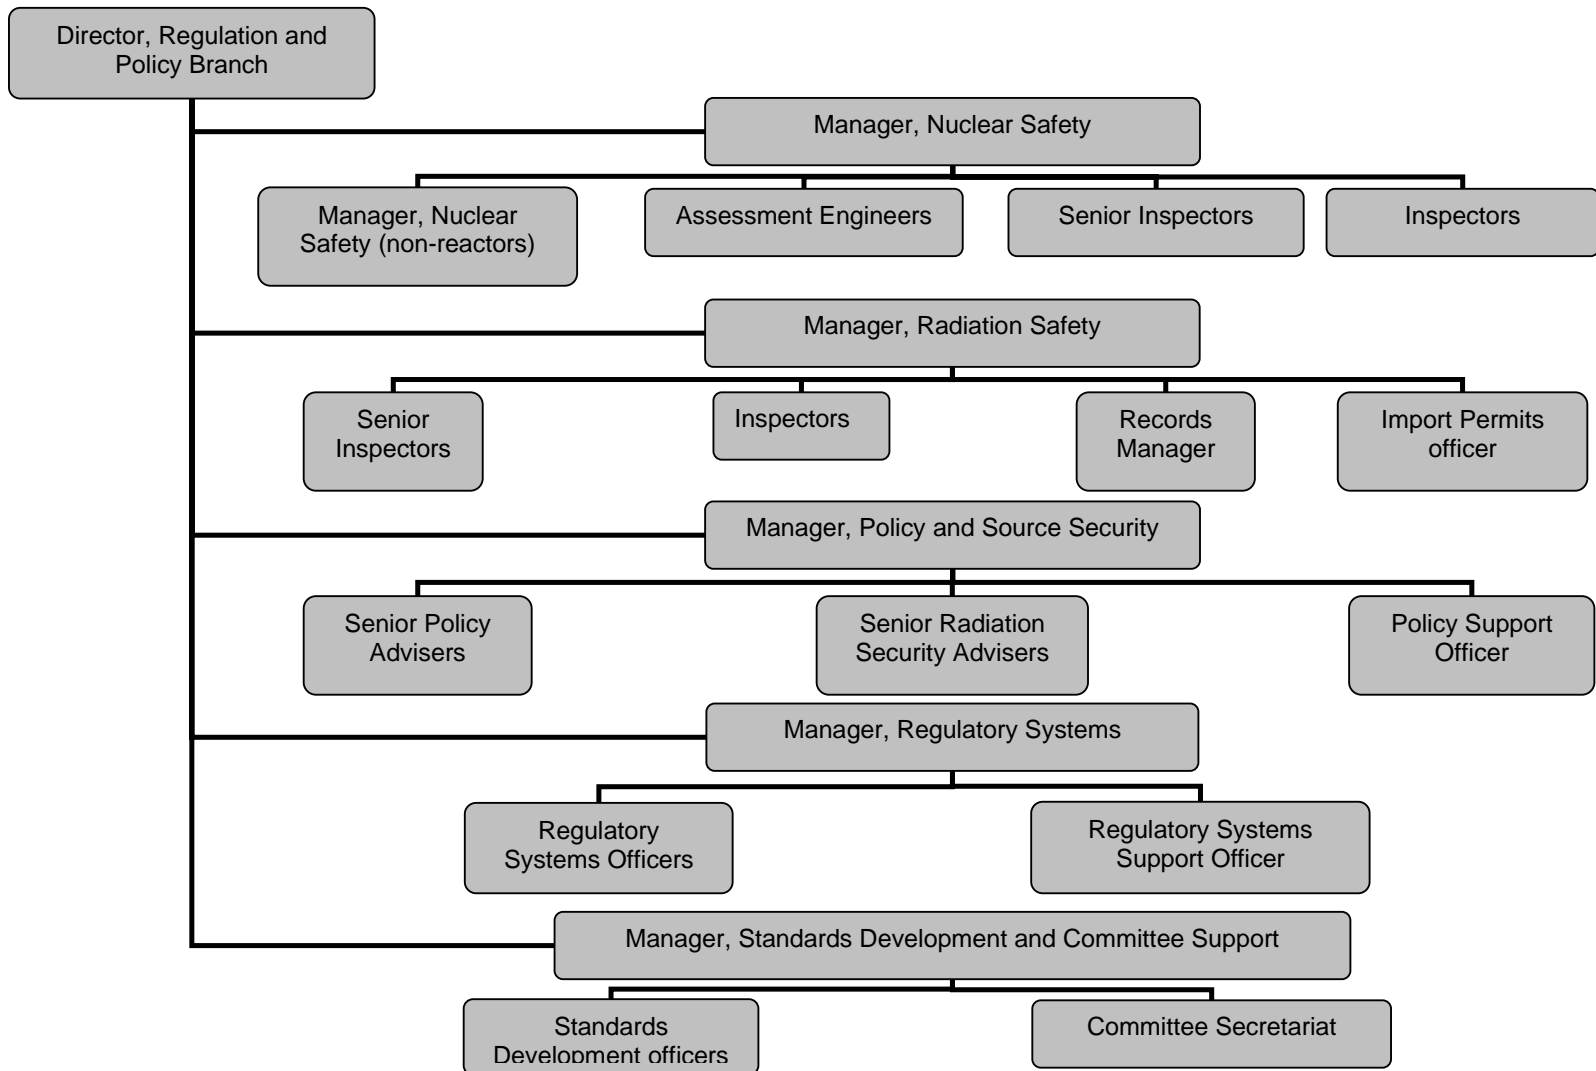 Director, Regulation and
Policy Branch
Manager, Nuclear Safety
Manager, Nuclear
Safety (non-reactors)
Assessment Engineers
Senior Inspectors
Inspectors
Manager, Radiation Safety
Senior
Inspectors
Inspectors
Records
Manager
Import Permits
officer
Manager, Policy and Source Security
Senior Policy
Advisers
Senior Radiation
Security Advisers
Policy Support
Officer
Manager, Regulatory Systems
Regulatory
Systems Officers
Regulatory Systems
Support Officer
Manager, Standards Development and Committee Support
Standards
Development officers
Committee Secretariat